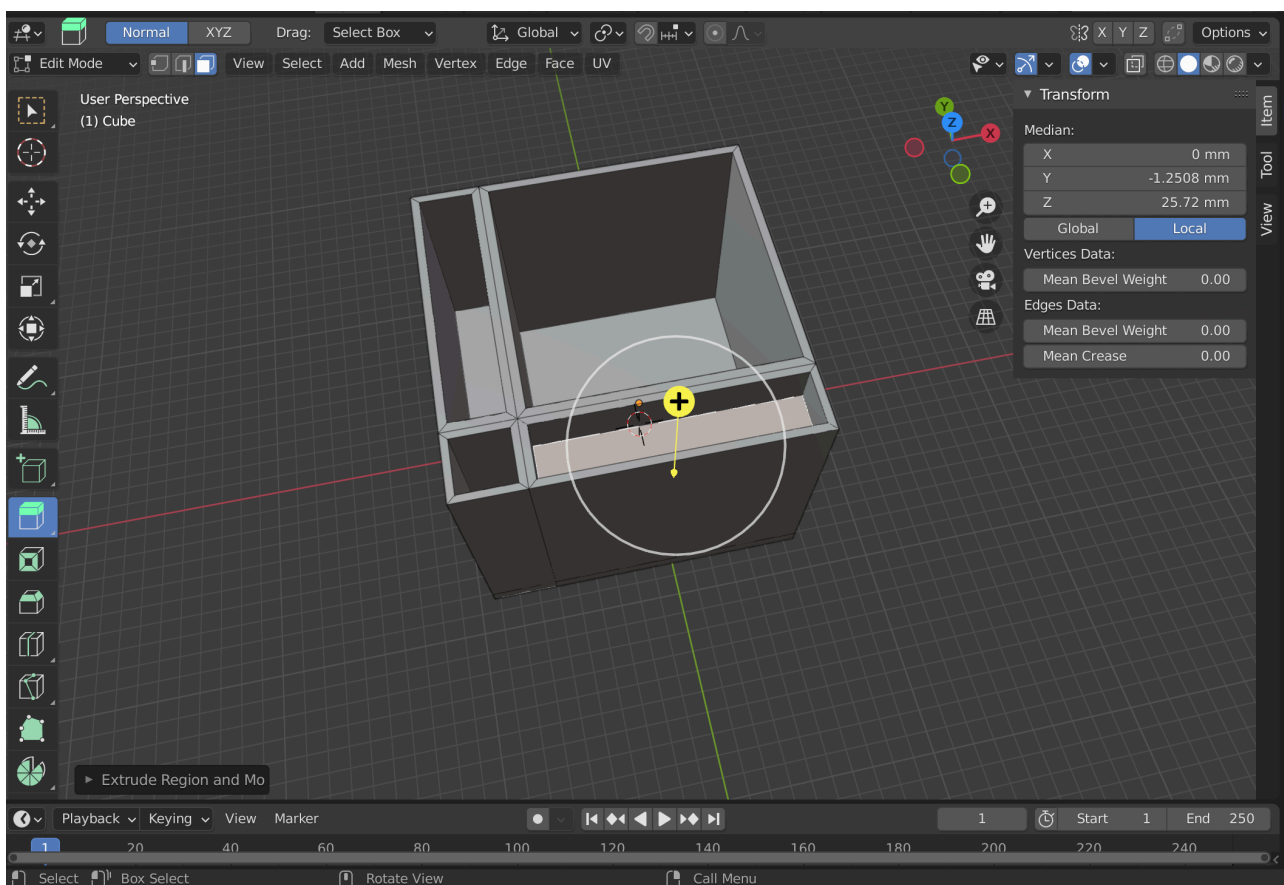 Normal XYZ Drag: Select Box Global X Y Z Options
Edit Mode View Select Add Mesh Vertex Edge Face UV
User Perspective
(1) Cube
Y
Z
X
Transform
Median:
X 0 mm
Y -1.2508 mm
Z 25.72 mm
Global Local
Vertices Data:
Mean Bevel Weight 0.00
Edges Data:
Mean Bevel Weight 0.00
Mean Crease 0.00
Item
Tool
View
Extrude Region and Mo
Playback Keying View Marker 1 Start 1 End 250
1 20 40 60 80 100 120 140 160 180 200 220 240
Select Box Select Rotate View Call Menu